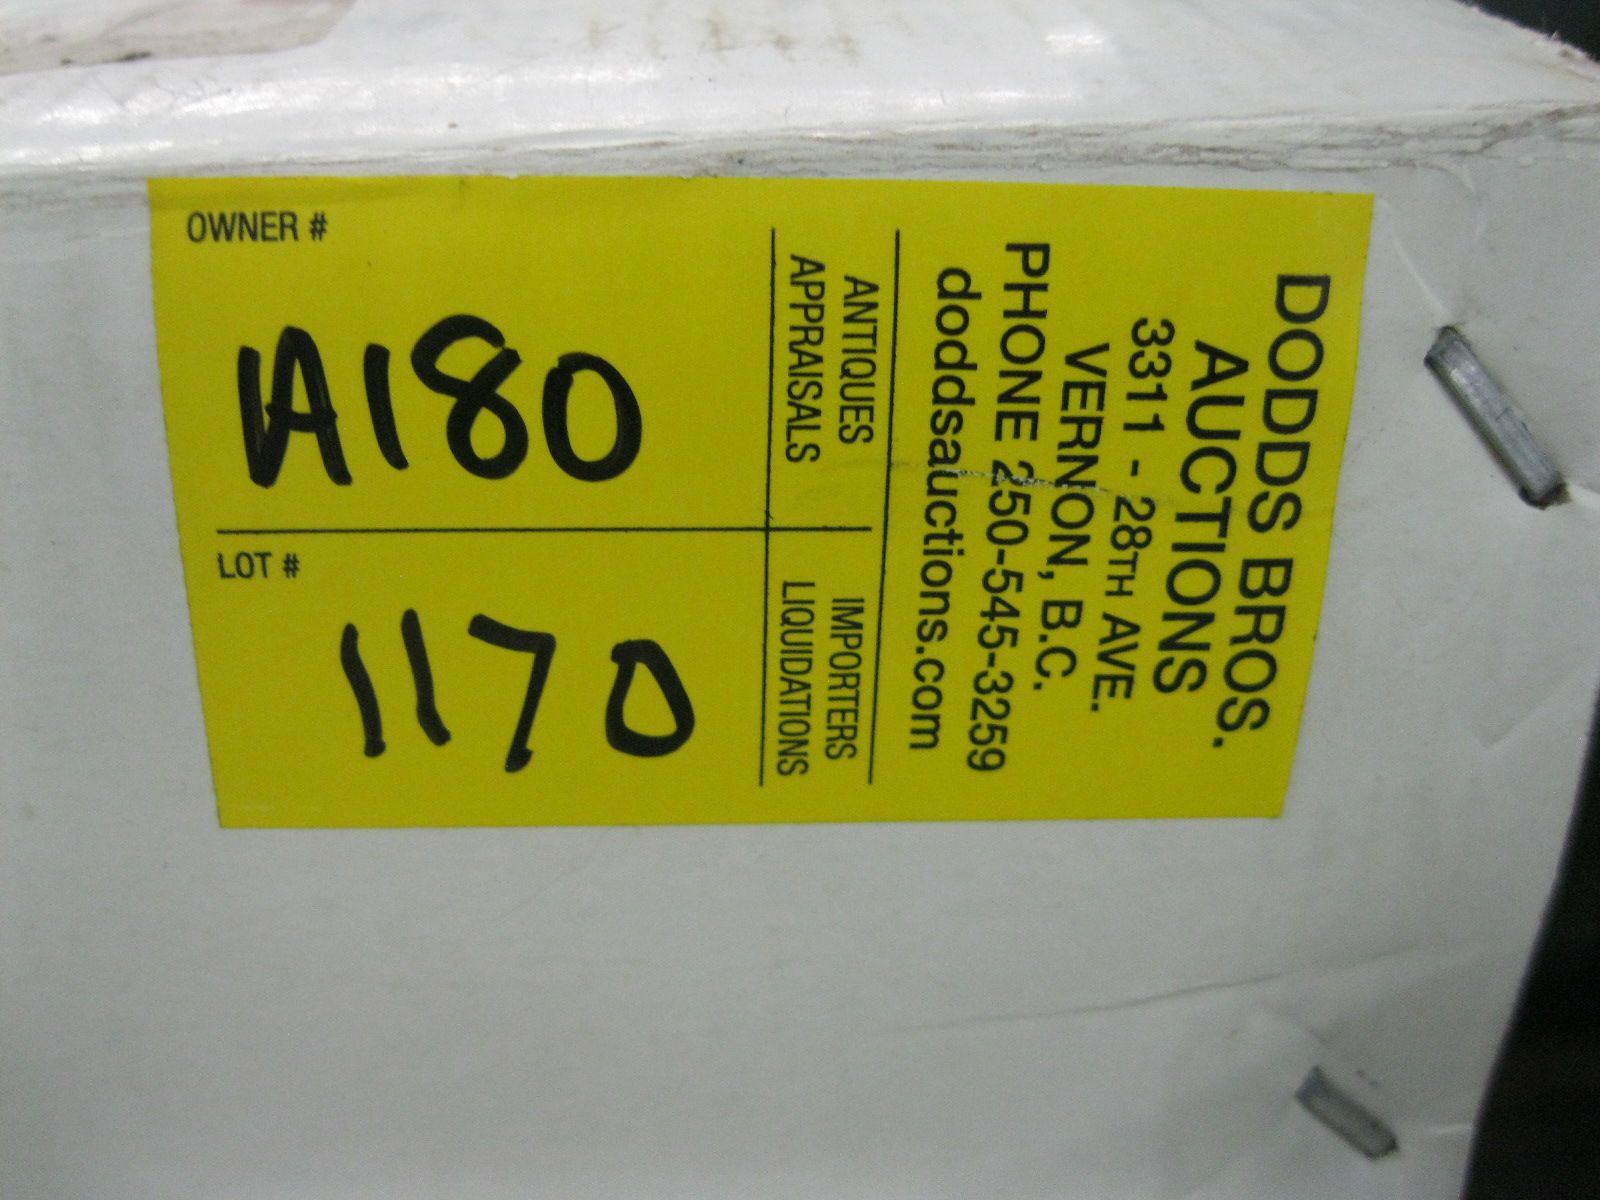 DODDS BROS.
AUCTIONS
3311 - 28TH AVE.
VERNON, B.C.
PHONE 250-545-3259
doddsauctions.com
ANTIQUES
APPRAISALS
IMPORTERS
LIQUIDATIONS
OWNER #
A180
LOT #
1170